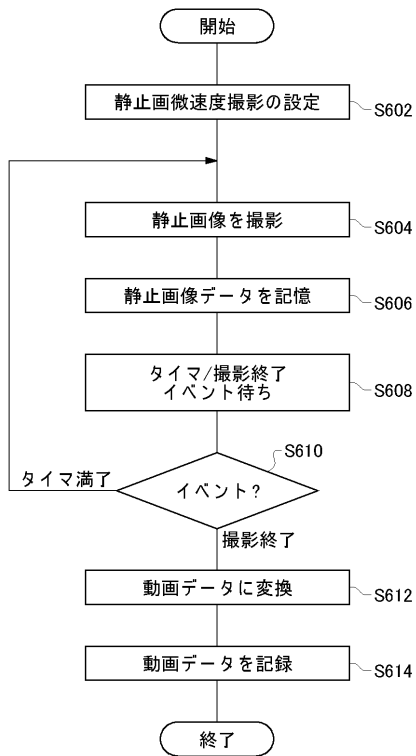 開始
静止画微速度撮影の設定
S602
静止画像を撮影
S604
静止画像データを記憶
S606
タイマ/撮影終了
イベント待ち
S608
S610
タイマ満了
イベント?
撮影終了
動画データに変換
S612
動画データを記録
S614
終了